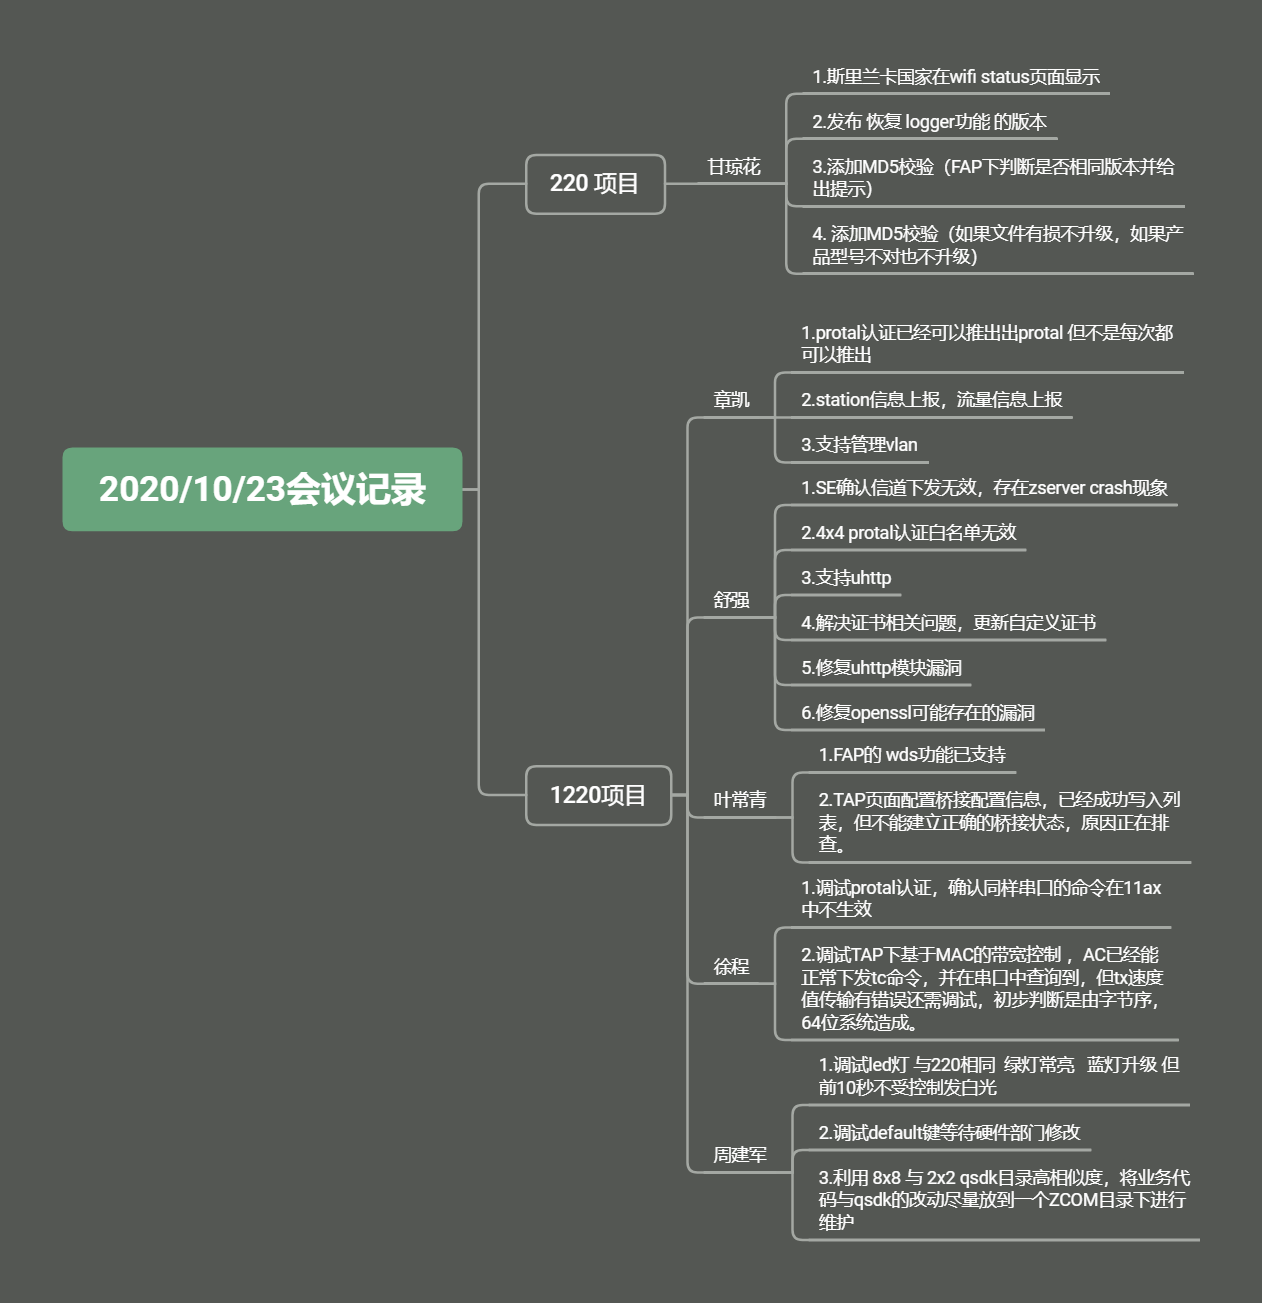 2020/10/23会议记录
220 项目
甘琼花
1.斯里兰卡国家在wifi status页面显示
2.发布 恢复 logger功能 的版本
3.添加MD5校验（FAP下判断是否相同版本并给
出提示）
4. 添加MD5校验（如果文件有损不升级，如果产
品型号不对也不升级）
1220项目
章凯
1.protal认证已经可以推出出protal 但不是每次都
可以推出
2.station信息上报，流量信息上报
3.支持管理vlan
舒强
1.SE确认信道下发无效，存在zserver crash现象
2.4x4 protal认证白名单无效
3.支持uhttp
4.解决证书相关问题，更新自定义证书
5.修复uhttp模块漏洞
6.修复openssl可能存在的漏洞
叶常青
1.FAP的 wds功能已支持
2.TAP页面配置桥接配置信息，已经成功写入列
表，但不能建立正确的桥接状态，原因正在排
查。
徐程
1.调试protal认证，确认同样串口的命令在11ax
中不生效
2.调试TAP下基于MAC的带宽控制 ，AC已经能
正常下发tc命令，并在串口中查询到，但tx速度
值传输有错误还需调试，初步判断是由字节序，
64位系统造成。
周建军
1.调试led灯 与220相同  绿灯常亮   蓝灯升级 但
前10秒不受控制发白光
2.调试default键等待硬件部门修改
3.利用 8x8 与 2x2 qsdk目录高相似度，将业务代
码与qsdk的改动尽量放到一个ZCOM目录下进行
维护